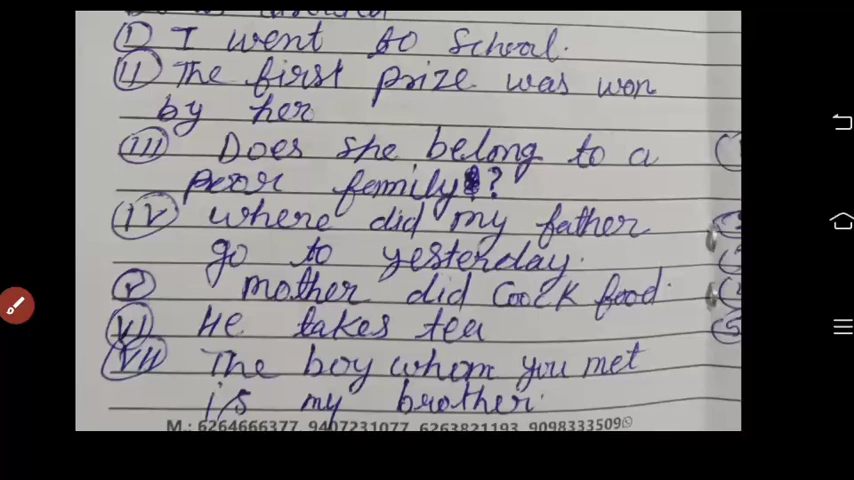 (I) I went to School.
(II) The first prize was won
by her
(III) Does she belong to a
poor femily?
(IV) where did my father
go to yesterday.
(V) mother did Coock food.
(VI) He takes tea
(VII) The boy whom you met
is my brother.
M.: 6264666377, 9407231077, 6263821193, 9098333509